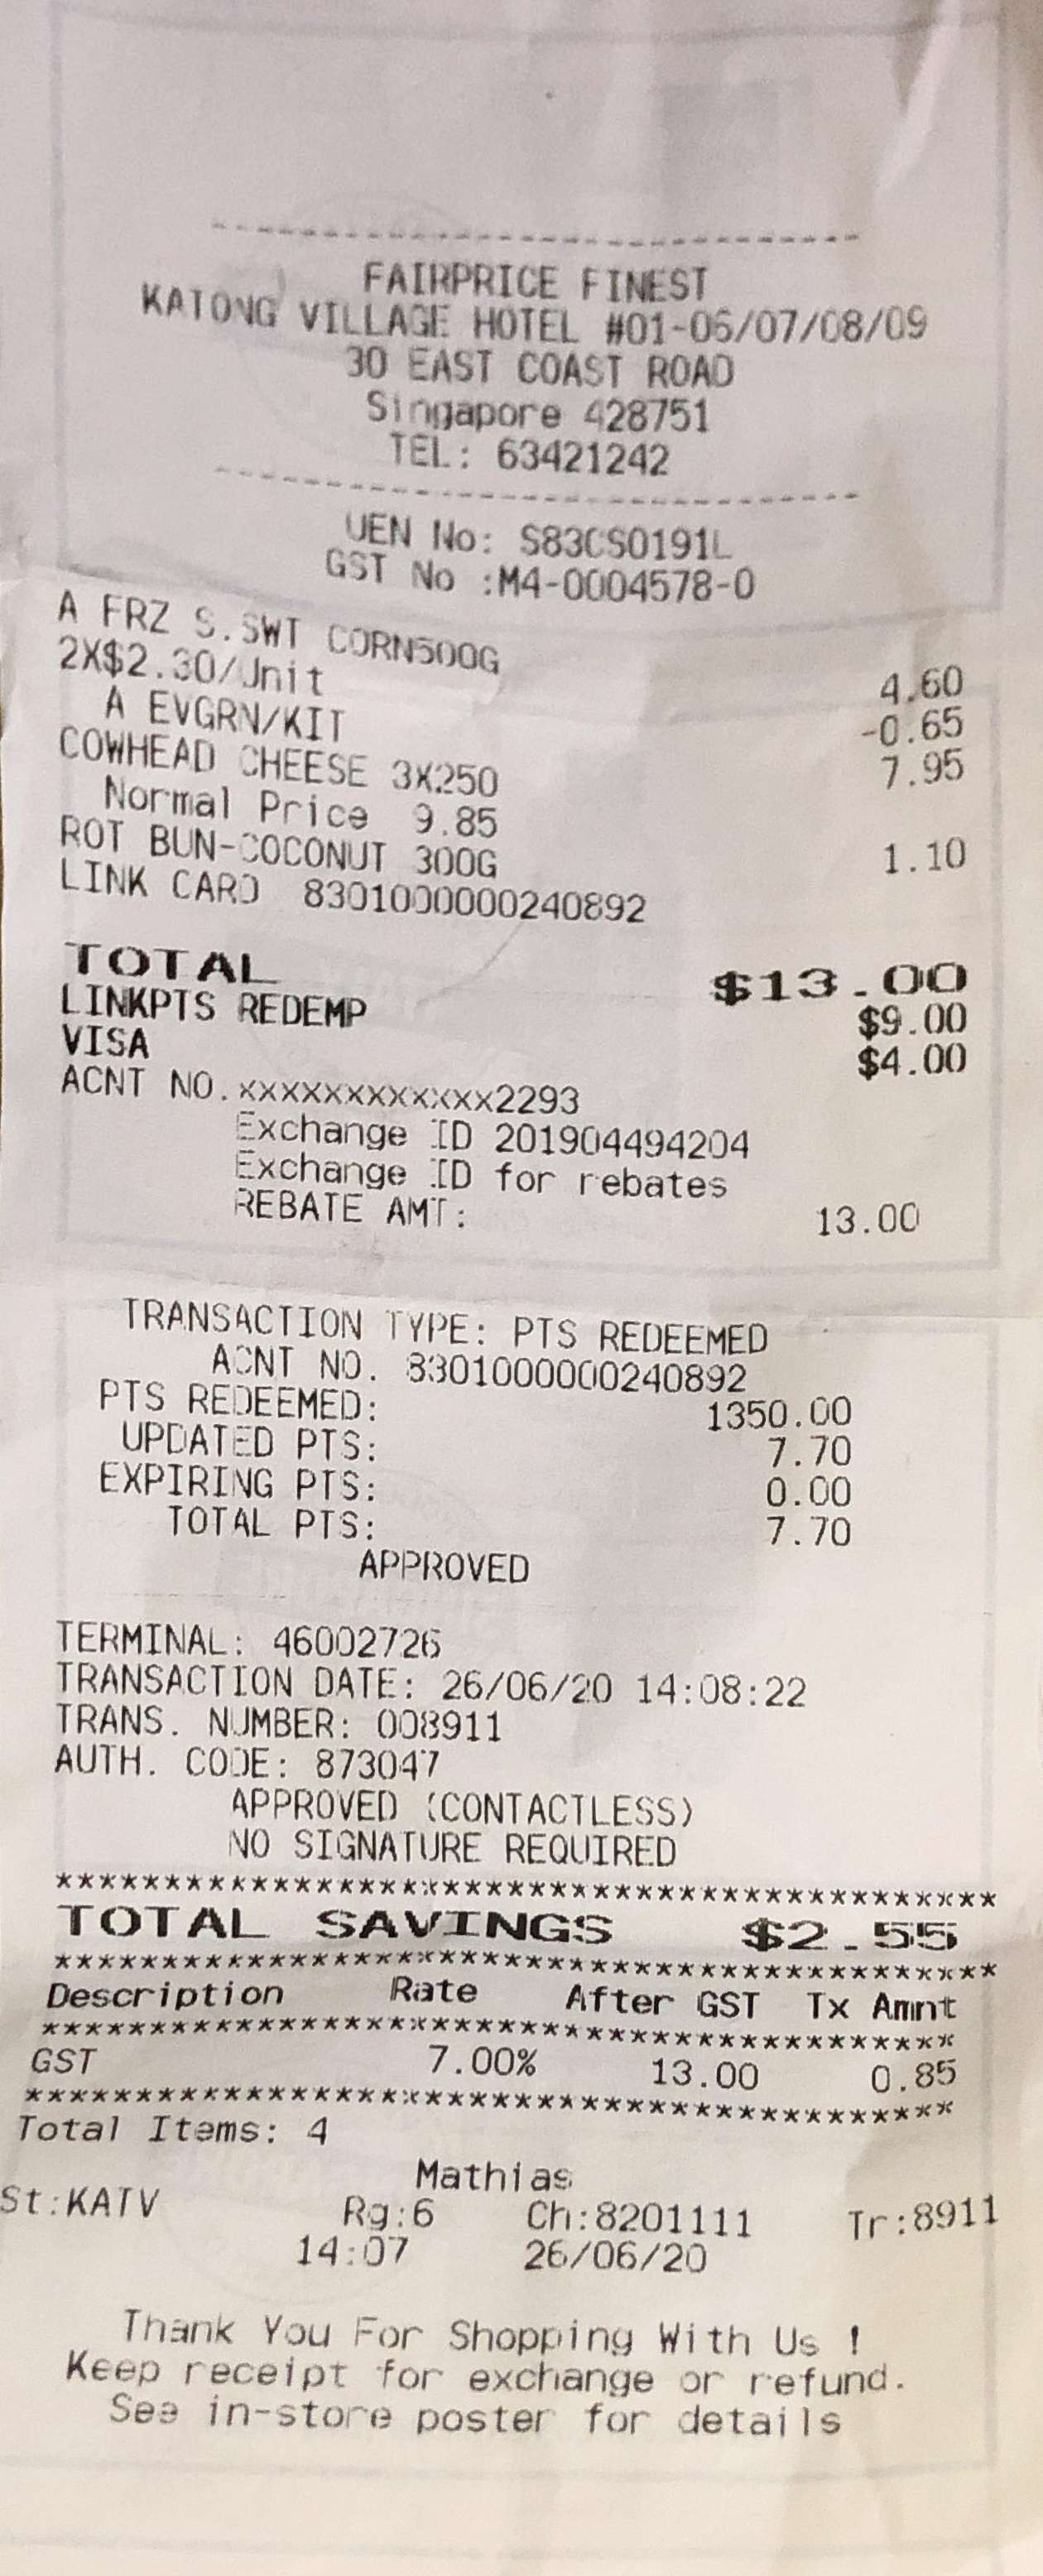 FAIRPRICE FINEST
KATONG VILLAGE HOTEL #01-06/07/08/09
30 EAST COAST ROAD
Singapore 428751
TEL: 63421242
UEN No: S83CS0191L
GST No :M4-0004578-0
A FRZ S.SWT CORN500G
2X$2.30/Unit 4.60
A EVGRN/KIT -0.65
COWHEAD CHEESE 3X250 7.95
Normal Price 9.85
ROT BUN-COCONUT 300G 1.10
LINK CARD 8301000000240892
TOTAL $13.00
LINKPTS REDEMP $9.00
VISA $4.00
ACNT NO.xxxxxxxxxxxx2293
Exchange ID 201904494204
Exchange ID for rebates
REBATE AMT: 13.00
TRANSACTION TYPE: PTS REDEEMED
ACNT NO. 8301000000240892
PTS REDEEMED: 1350.00
UPDATED PTS: 7.70
EXPIRING PTS: 0.00
TOTAL PTS: 7.70
APPROVED
TERMINAL: 46002726
TRANSACTION DATE: 26/06/20 14:08:22
TRANS. NUMBER: 008911
AUTH. CODE: 873047
APPROVED (CONTACTLESS)
NO SIGNATURE REQUIRED
********************************************
TOTAL SAVINGS $2.55
********************************************
Description Rate After GST Tx Amnt
********************************************
GST 7.00% 13.00 0.85
********************************************
Total Items: 4
Mathias
St:KATV Rg:6 Ch:8201111 Tr:8911
14:07 26/06/20
Thank You For Shopping With Us !
Keep receipt for exchange or refund.
See in-store poster for details